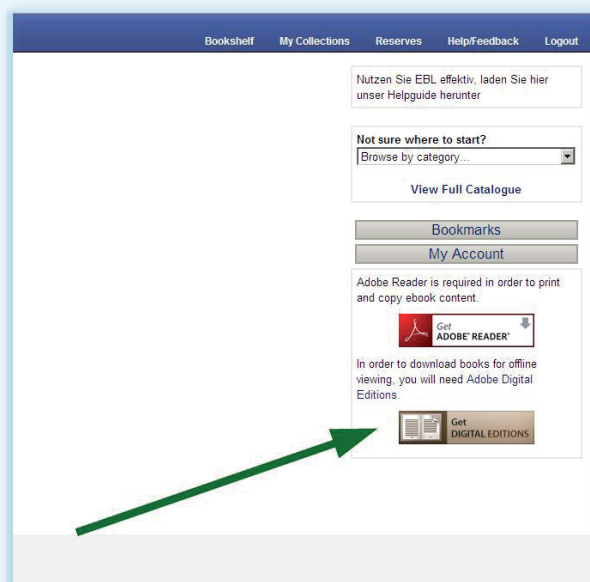 Bookshelf My Collections Reserves Help/Feedback Logout
Nutzen Sie EBL effektiv, laden Sie hier
unser Helpguide herunter
Not sure where to start?
Browse by category...
View Full Catalogue
Bookmarks
My Account
Adobe Reader is required in order to print
and copy ebook content.
Get
ADOBE® READER®
In order to download books for offline
viewing, you will need Adobe Digital
Editions.
Get
DIGITAL EDITIONS